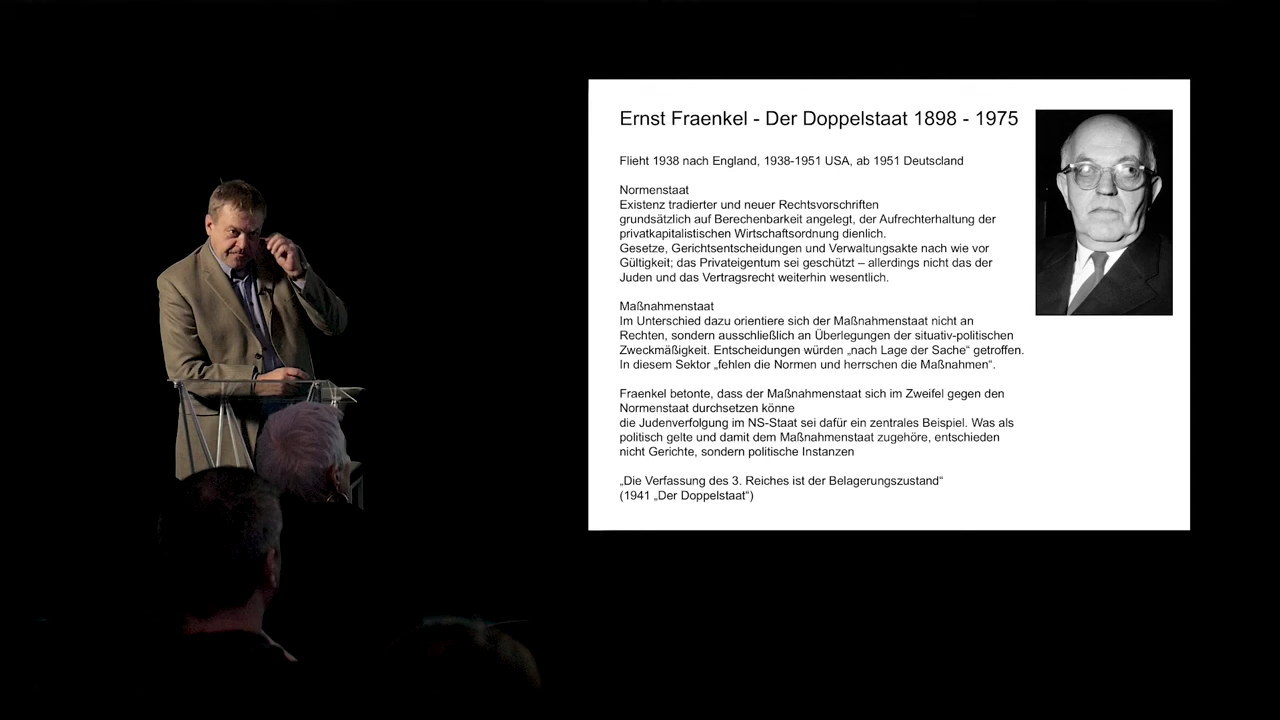 Ernst Fraenkel - Der Doppelstaat 1898 - 1975
Flieht 1938 nach England, 1938-1951 USA, ab 1951 Deutscland
Normenstaat
Existenz tradierter und neuer Rechtsvorschriften
grundsätzlich auf Berechenbarkeit angelegt, der Aufrechterhaltung der
privatkapitalistischen Wirtschaftsordnung dienlich.
Gesetze, Gerichtsentscheidungen und Verwaltungsakte nach wie vor
Gültigkeit; das Privateigentum sei geschützt – allerdings nicht das der
Juden und das Vertragsrecht weiterhin wesentlich.
Maßnahmenstaat
Im Unterschied dazu orientiere sich der Maßnahmenstaat nicht an
Rechten, sondern ausschließlich an Überlegungen der situativ-politischen
Zweckmäßigkeit. Entscheidungen würden „nach Lage der Sache“ getroffen.
In diesem Sektor „fehlen die Normen und herrschen die Maßnahmen“.
Fraenkel betonte, dass der Maßnahmenstaat sich im Zweifel gegen den
Normenstaat durchsetzen könne
die Judenverfolgung im NS-Staat sei dafür ein zentrales Beispiel. Was als
politisch gelte und damit dem Maßnahmenstaat zugehöre, entschieden
nicht Gerichte, sondern politische Instanzen
„Die Verfassung des 3. Reiches ist der Belagerungszustand“
(1941 „Der Doppelstaat“)